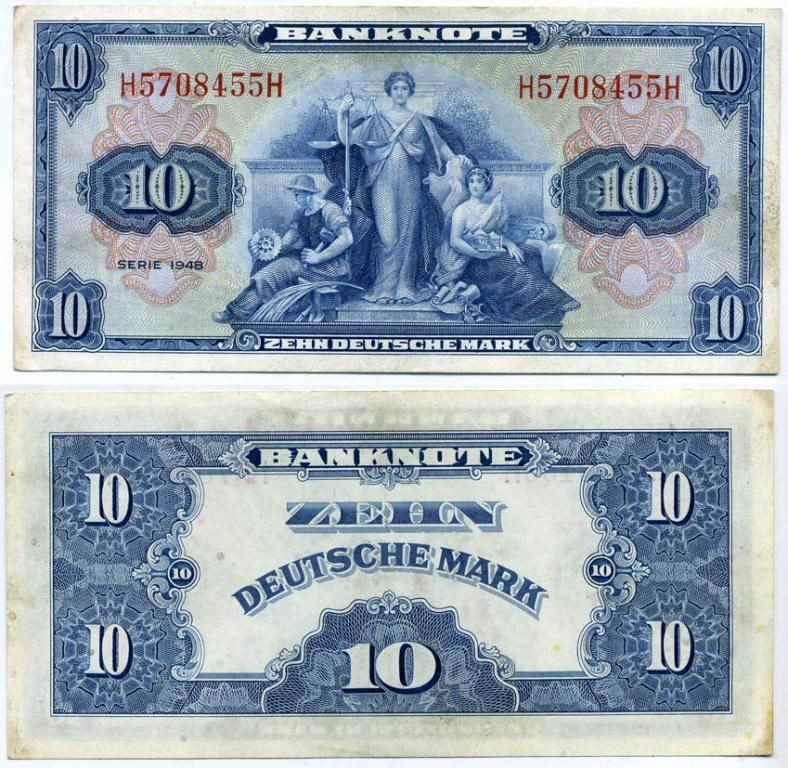 10 BANKNOTE 10
H5708455H H5708455H
10 10
SERIE 1948
10 ZEHN DEUTSCHE MARK 10
BANKNOTE
10 ZEHN 10
DEUTSCHE MARK
10 10
10 10 10